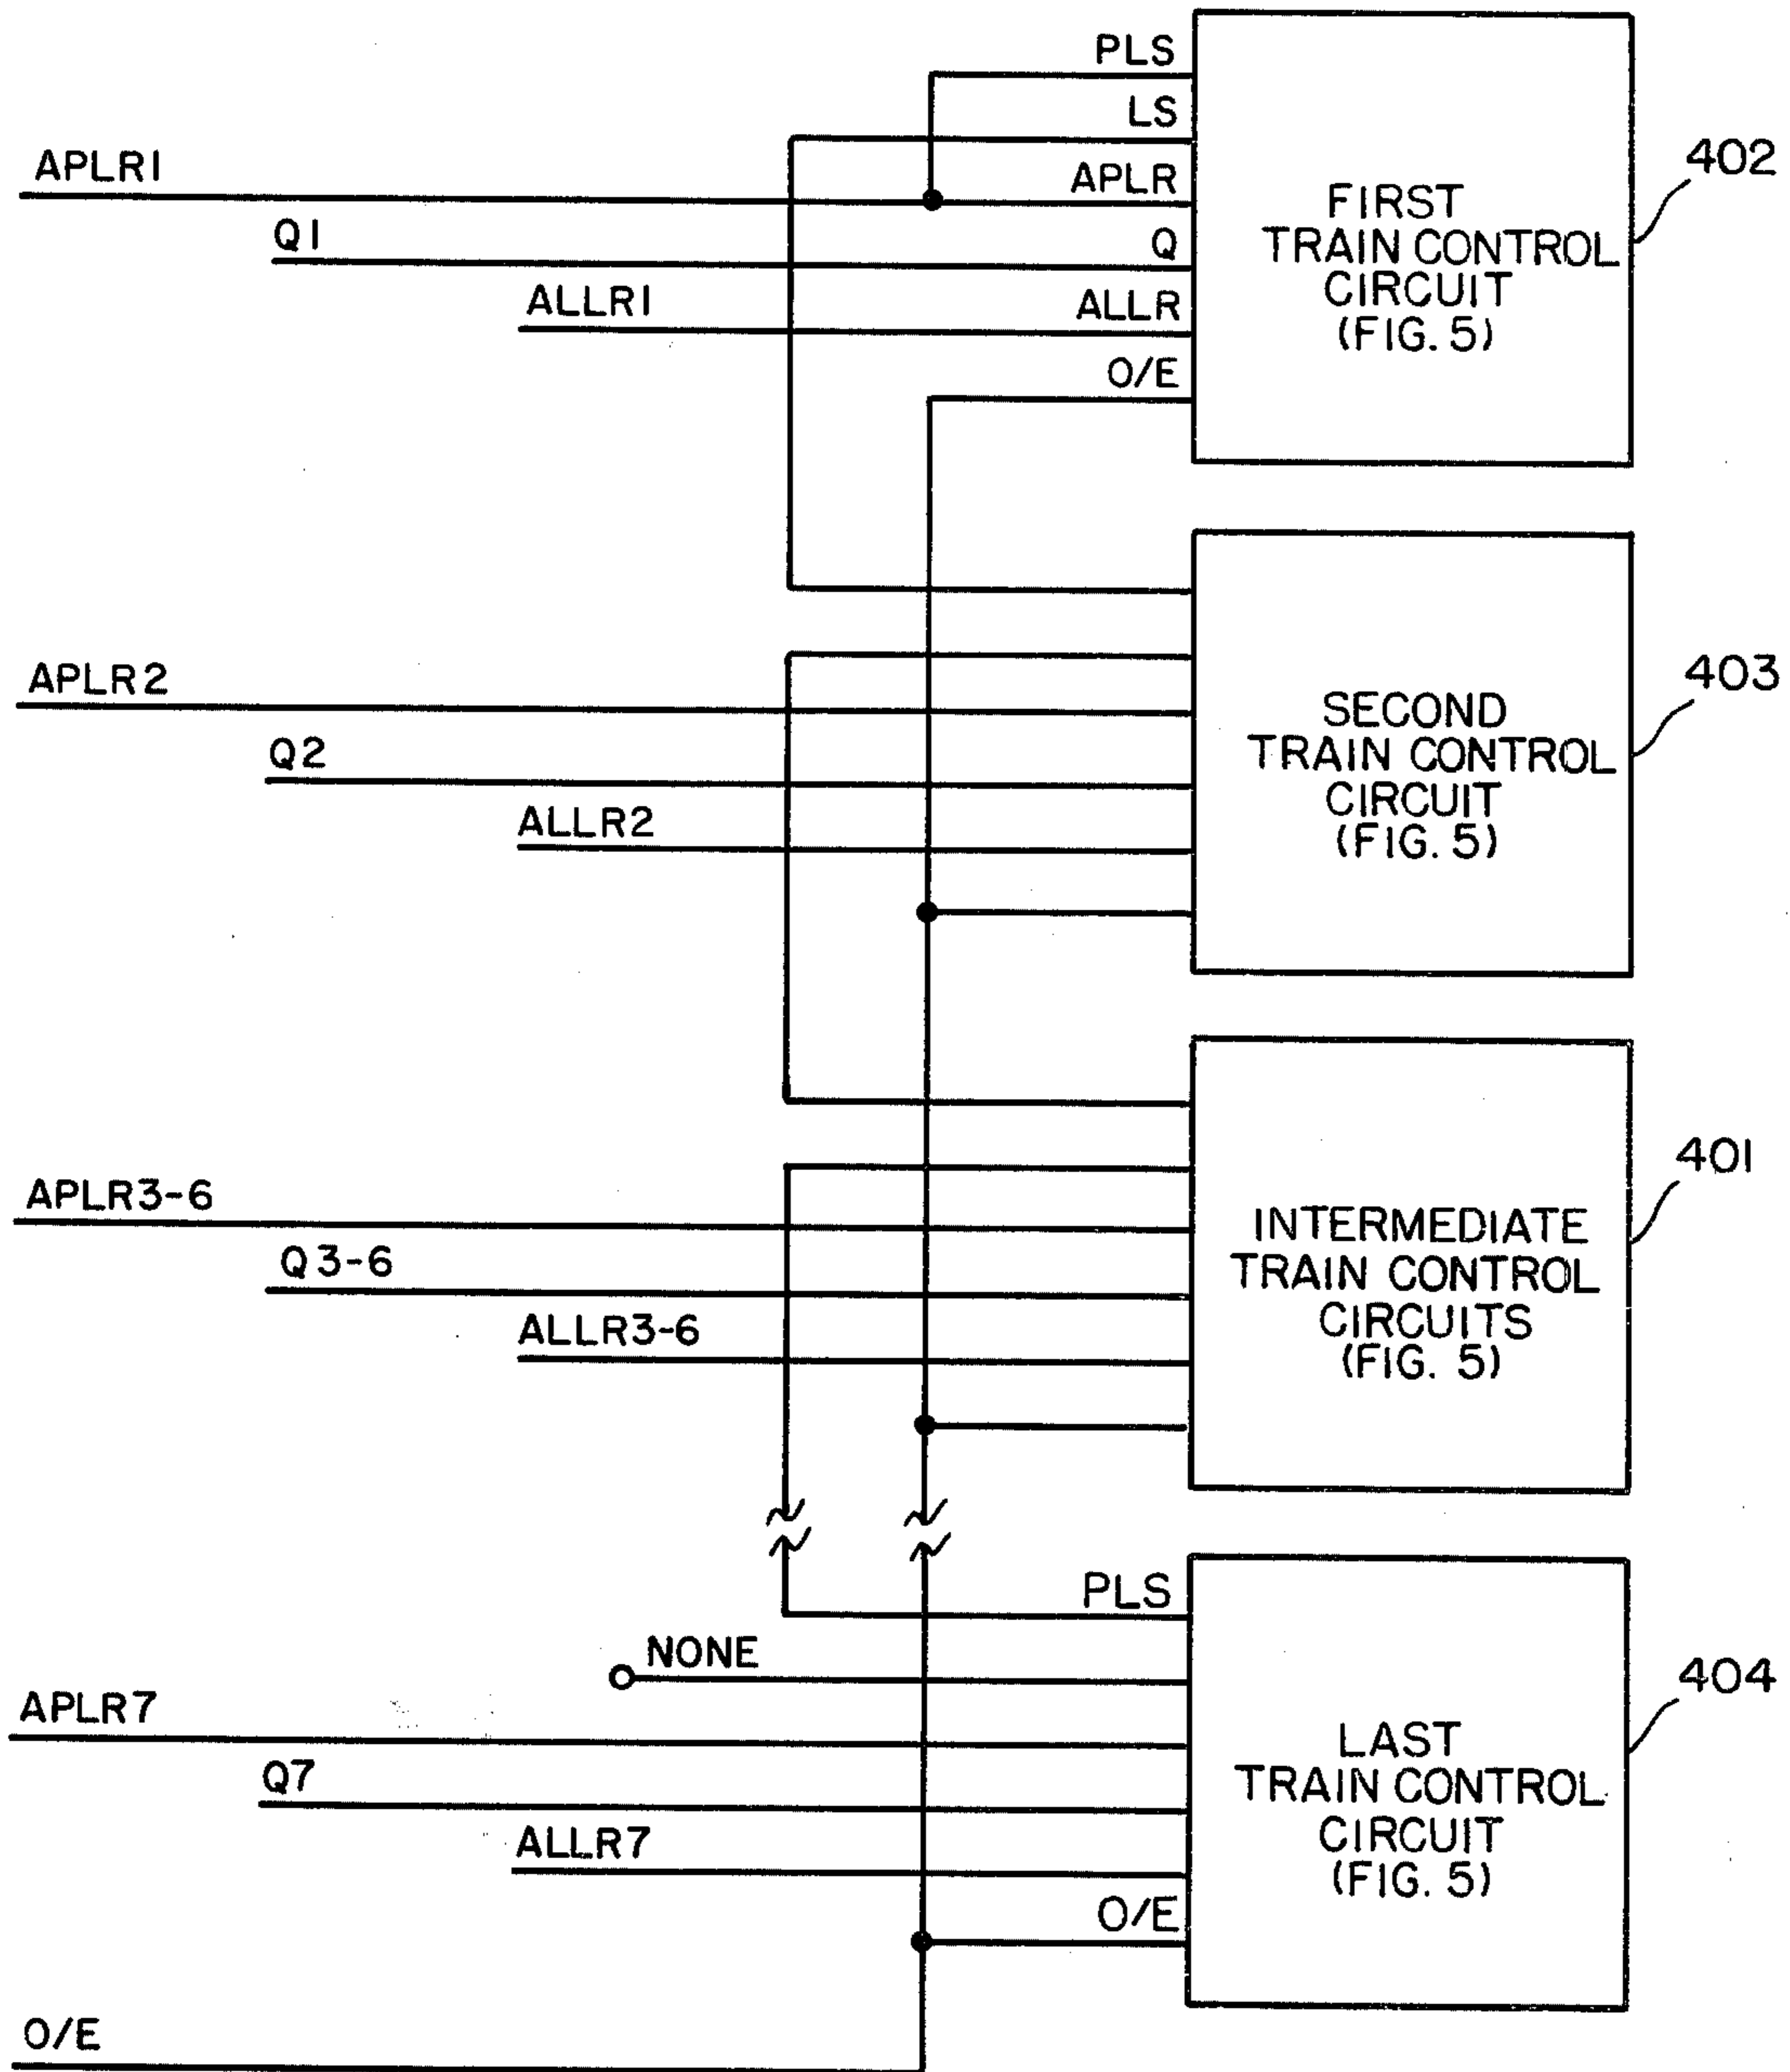 PLS
LS
APLR1
APLR
402
FIRST
TRAIN CONTROL
CIRCUIT
(FIG. 5)
Q1
Q
ALLR1
ALLR
O/E
APLR2
403
SECOND
TRAIN CONTROL
CIRCUIT
(FIG. 5)
Q2
ALLR2
APLR3-6
401
INTERMEDIATE
TRAIN CONTROL
CIRCUITS
(FIG. 5)
Q3-6
ALLR3-6
PLS
NONE
APLR7
404
LAST
TRAIN CONTROL
CIRCUIT
(FIG. 5)
Q7
ALLR7
O/E
O/E